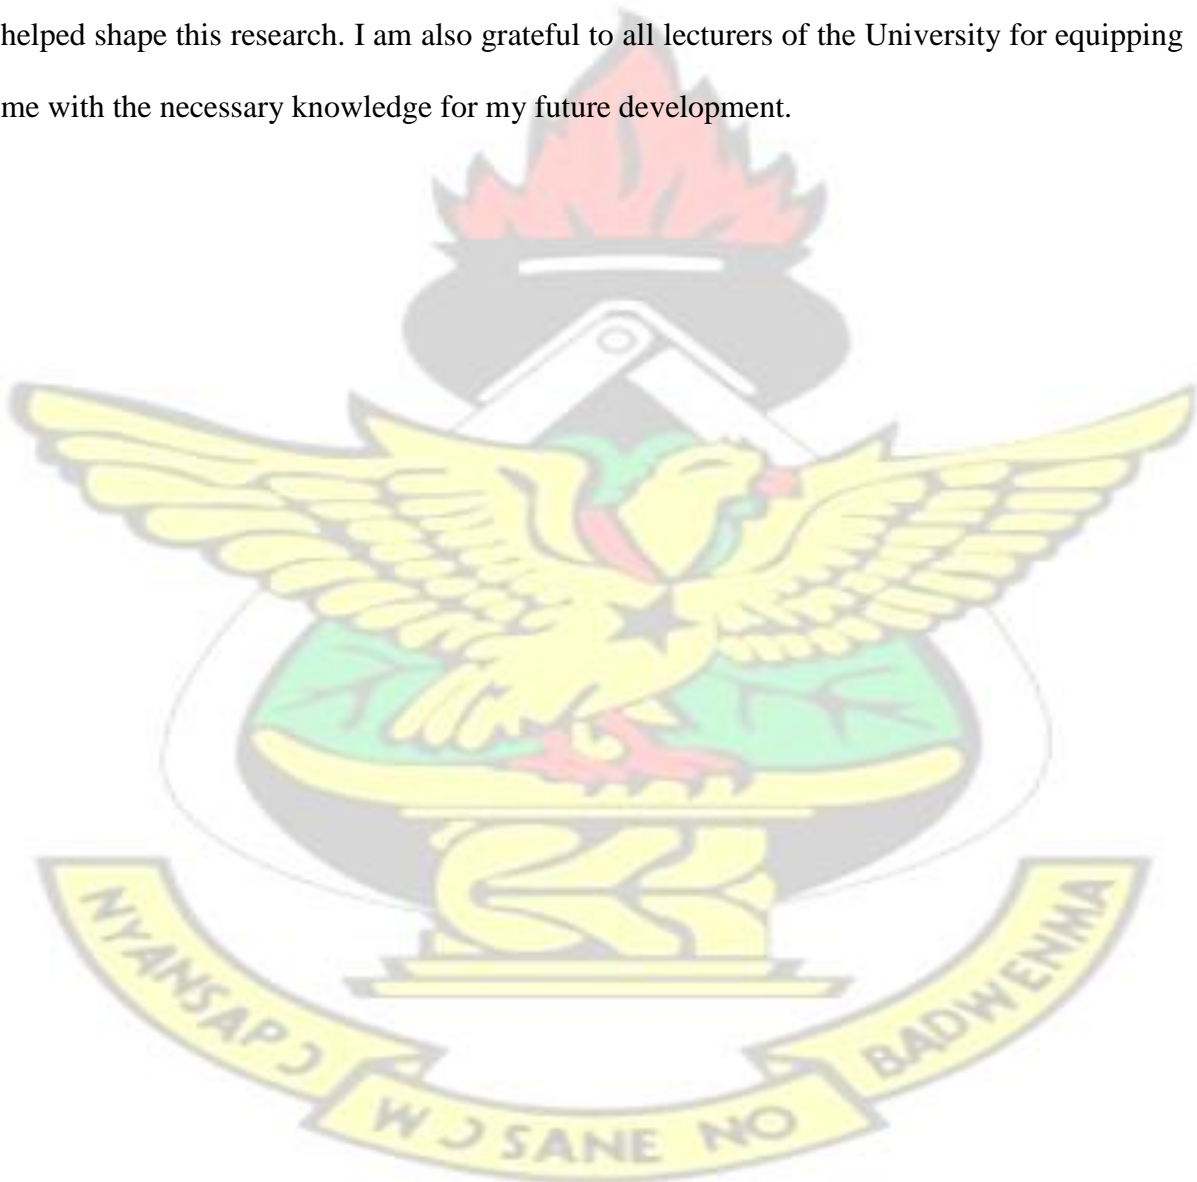 helped shape this research. I am also grateful to all lecturers of the University for equipping
me with the necessary knowledge for my future development.
NYANSAPƆ
WƆSANE NO
BADWENMA